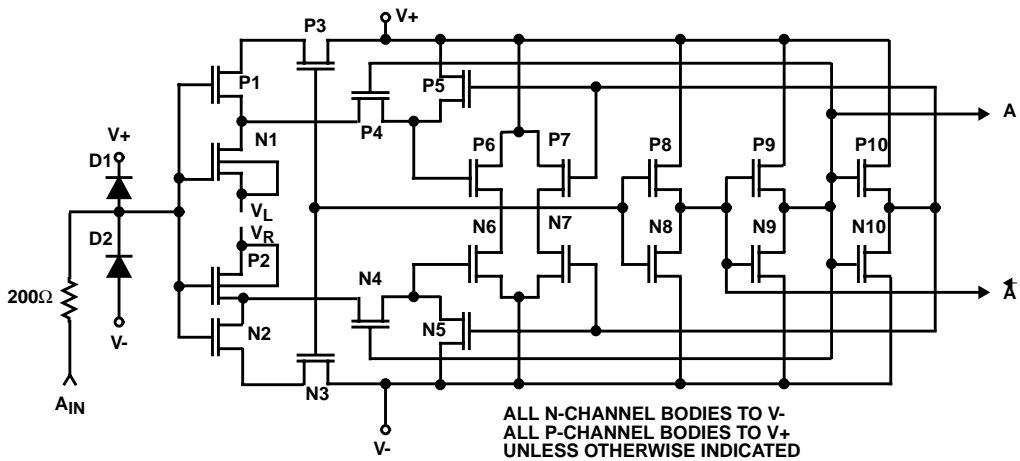 P3
V+
P1
P5
P4
A
V+
N1
P6
P7
P8
P9
P10
D1
VL
VR
N6
N7
N8
N9
N10
D2
P2
N4
A
200Ω
N5
V-
N2
AIN
N3
V-
ALL N-CHANNEL BODIES TO V-
ALL P-CHANNEL BODIES TO V+
UNLESS OTHERWISE INDICATED